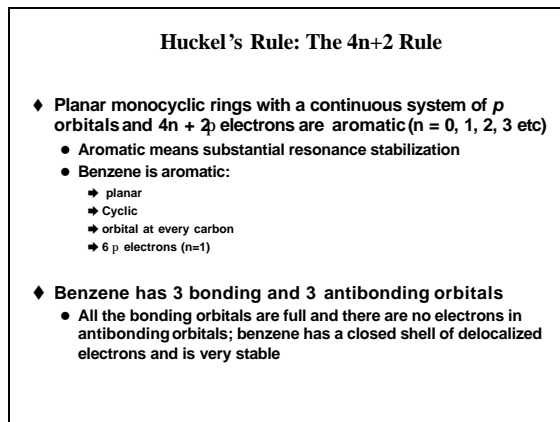 Huckel's Rule: The 4n+2 Rule
♦ Planar monocyclic rings with a continuous system of p
orbitals and 4n + 2p electrons are aromatic (n = 0, 1, 2, 3 etc)
● Aromatic means substantial resonance stabilization
● Benzene is aromatic:
➡ planar
➡ Cyclic
➡ orbital at every carbon
➡ 6 p electrons (n=1)
♦ Benzene has 3 bonding and 3 antibonding orbitals
● All the bonding orbitals are full and there are no electrons in
antibonding orbitals; benzene has a closed shell of delocalized
electrons and is very stable